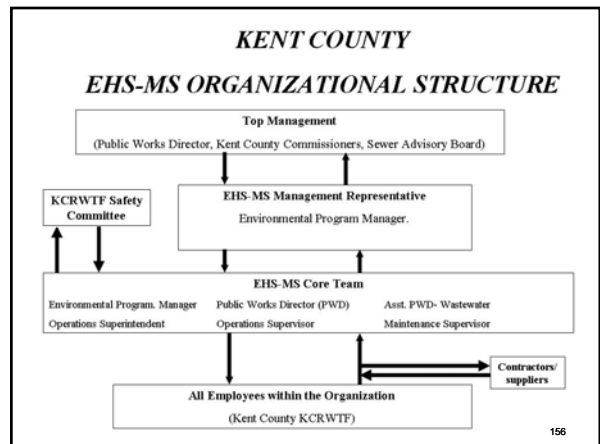 KENT COUNTY
EHS-MS ORGANIZATIONAL STRUCTURE
Top Management
(Public Works Director, Kent County Commissioners, Sewer Advisory Board)
KCRWTF Safety
Committee
EHS-MS Management Representative
Environmental Program Manager.
EHS-MS Core Team
Environmental Program. Manager Public Works Director (PWD) Asst. PWD- Wastewater
Operations Superintendent Operations Supervisor Maintenance Supervisor
Contractors/
suppliers
All Employees within the Organization
(Kent County KCRWTF)
156